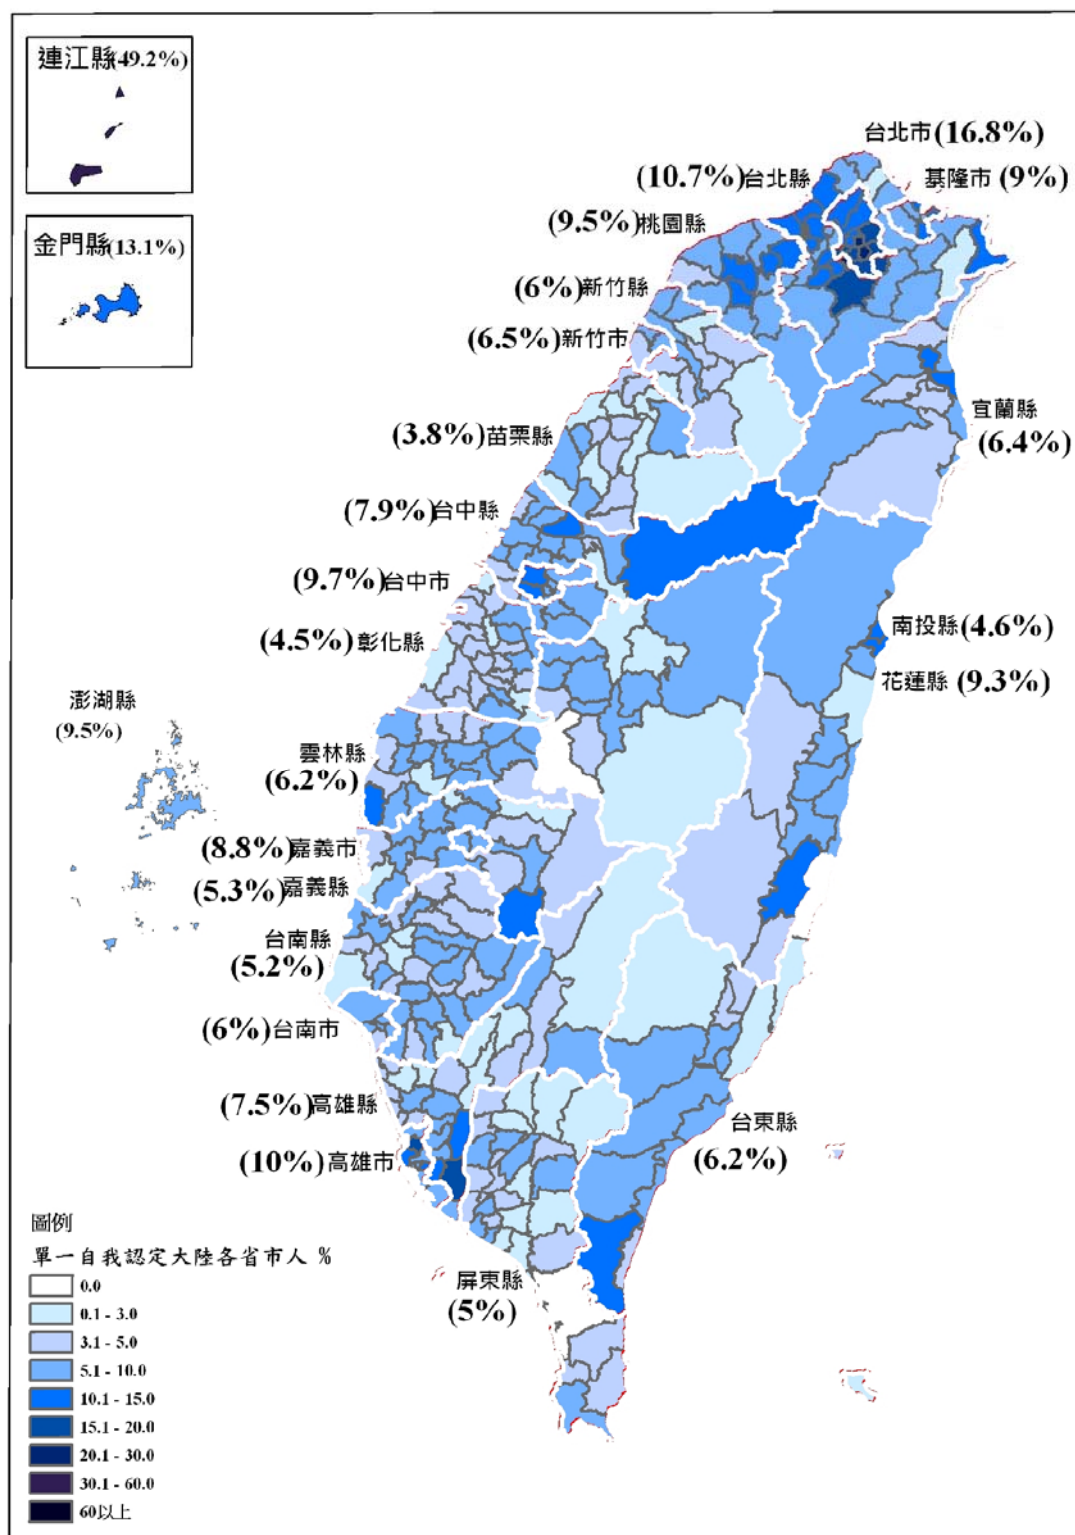 連江縣(49.2%)
金門縣(13.1%)
台北市(16.8%)
(10.7%)台北縣
基隆市(9%)
(9.5%)桃園縣
(6%)新竹縣
(6.5%)新竹市
宜蘭縣
(6.4%)
(3.8%)苗栗縣
(7.9%)台中縣
(9.7%)台中市
(4.5%)彰化縣
南投縣(4.6%)
花蓮縣(9.3%)
澎湖縣
(9.5%)
雲林縣
(6.2%)
(8.8%)嘉義市
(5.3%)嘉義縣
台南縣
(5.2%)
(6%)台南市
(7.5%)高雄縣
(10%)高雄市
台東縣
(6.2%)
屏東縣
(5%)
圖例
單一自我認定大陸各省市人 %
0.0
0.1 - 3.0
3.1 - 5.0
5.1 - 10.0
10.1 - 15.0
15.1 - 20.0
20.1 - 30.0
30.1 - 60.0
60以上